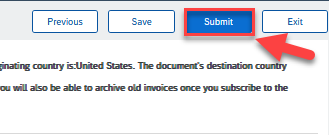 Previous Save Submit Exit
ginating country is:United States. The document's destination country
you will also be able to archive old invoices once you subscribe to the